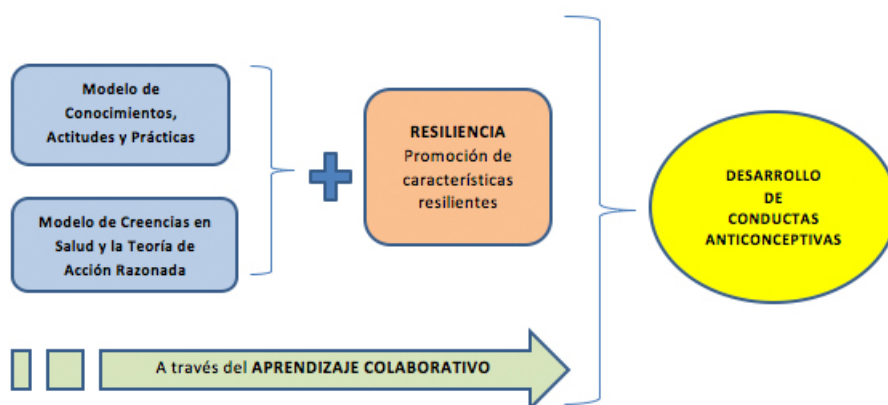 Modelo de
Conocimientos,
Actitudes y Prácticas
Modelo de Creencias en
Salud y la Teoría de
Acción Razonada
RESILIENCIA
Promoción de
características
resilientes
DESARROLLO
DE
CONDUCTAS
ANTICONCEPTIVAS
A través del APRENDIZAJE COLABORATIVO